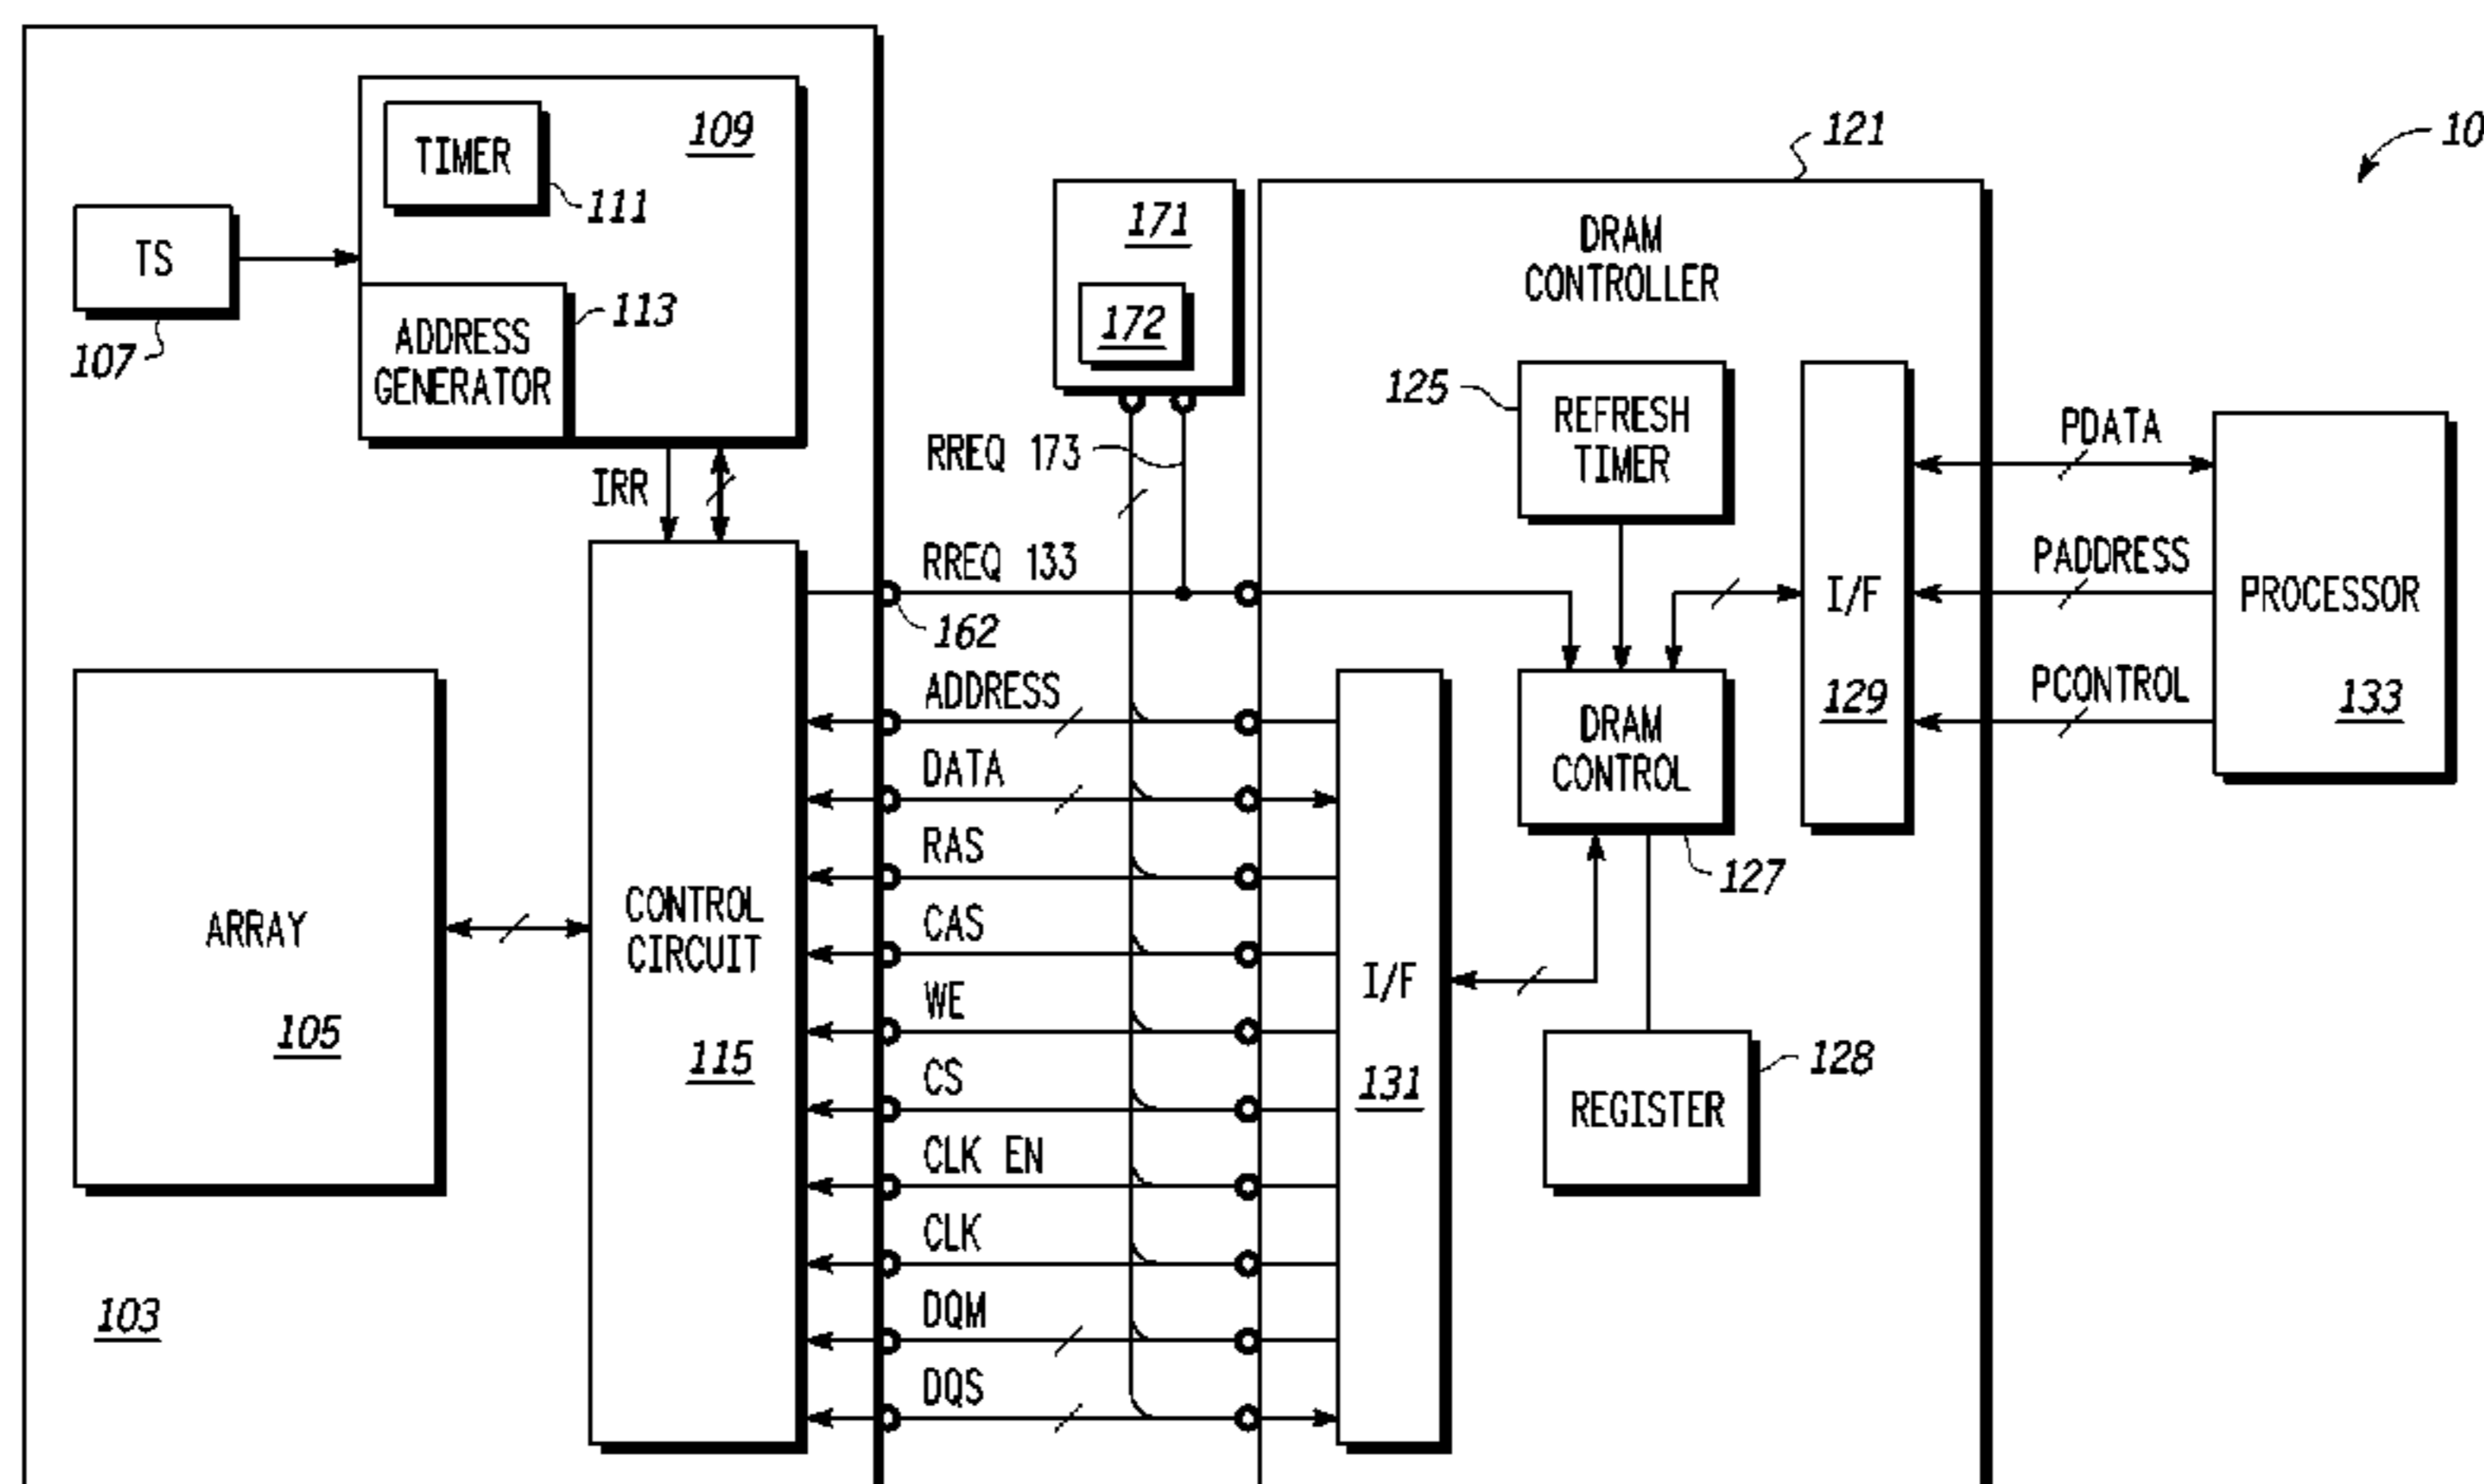 109
TIMER
111
TS
107
ADDRESS
GENERATOR
113
IRR
171
172
RREQ 173
RREQ 133
162
ADDRESS
DATA
RAS
CAS
WE
CS
CLK EN
CLK
DQM
DQS
ARRAY
105
CONTROL
CIRCUIT
115
103
121
10
DRAM
CONTROLLER
125
REFRESH
TIMER
I/F
129
DRAM
CONTROL
127
I/F
131
REGISTER
128
PDATA
PADDRESS
PCONTROL
PROCESSOR
133